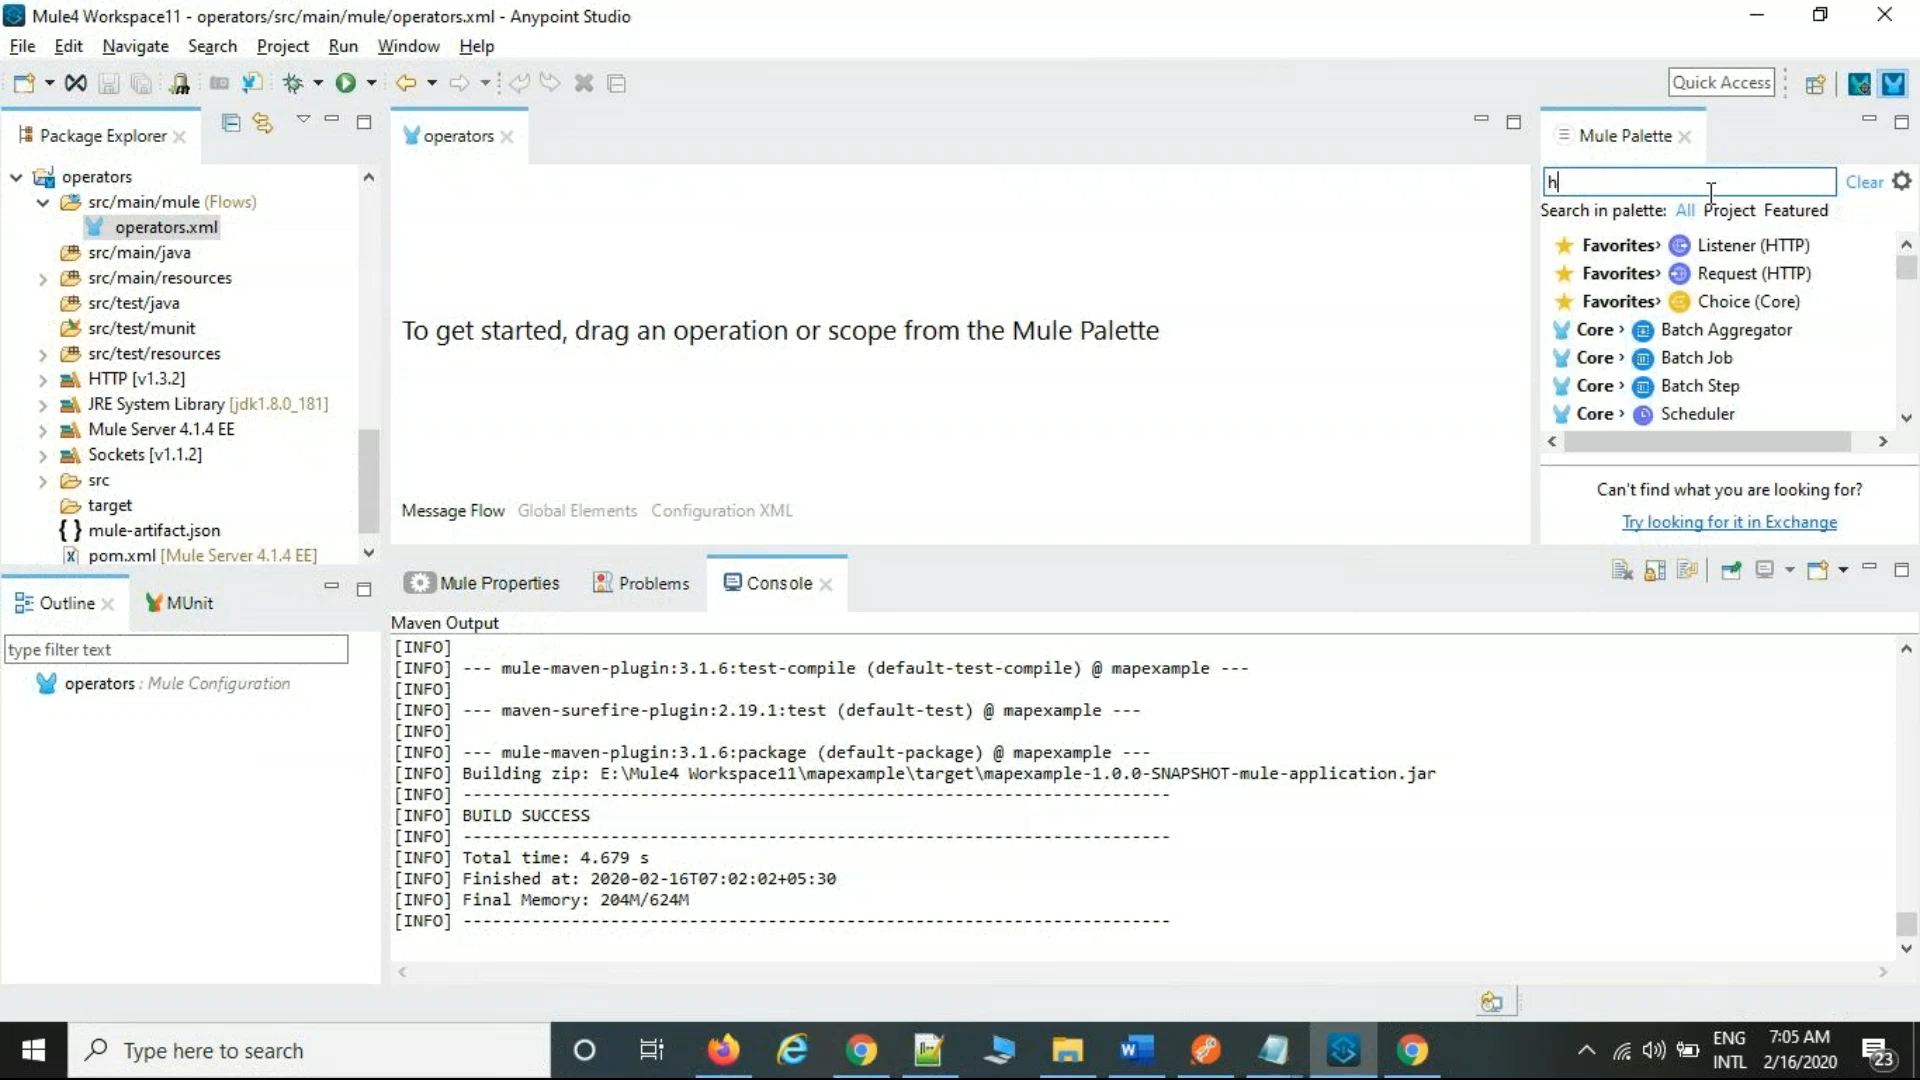 Mule4 Workspace11 - operators/src/main/mule/operators.xml - Anypoint Studio
File Edit Navigate Search Project Run Window Help
Quick Access
Package Explorer
operators
src/main/mule (Flows)
operators.xml
src/main/java
src/main/resources
src/test/java
src/test/munit
src/test/resources
HTTP [v1.3.2]
JRE System Library [jdk1.8.0_181]
Mule Server 4.1.4 EE
Sockets [v1.1.2]
src
target
mule-artifact.json
pom.xml [Mule Server 4.1.4 EE]
operators
To get started, drag an operation or scope from the Mule Palette
Message Flow Global Elements Configuration XML
Mule Palette
h
Clear
Search in palette: All Project Featured
Favorites> Listener (HTTP)
Favorites> Request (HTTP)
Favorites> Choice (Core)
Core > Batch Aggregator
Core > Batch Job
Core > Batch Step
Core > Scheduler
Can't find what you are looking for?
Try looking for it in Exchange
Outline MUnit
type filter text
operators : Mule Configuration
Mule Properties Problems Console
Maven Output
[INFO]
[INFO] --- mule-maven-plugin:3.1.6:test-compile (default-test-compile) @ mapexample ---
[INFO]
[INFO] --- maven-surefire-plugin:2.19.1:test (default-test) @ mapexample ---
[INFO]
[INFO] --- mule-maven-plugin:3.1.6:package (default-package) @ mapexample ---
[INFO] Building zip: E:\Mule4 Workspace11\mapexample\target\mapexample-1.0.0-SNAPSHOT-mule-application.jar
[INFO] ------------------------------------------------------------------------
[INFO] BUILD SUCCESS
[INFO] ------------------------------------------------------------------------
[INFO] Total time: 4.679 s
[INFO] Finished at: 2020-02-16T07:02:02+05:30
[INFO] Final Memory: 204M/624M
[INFO] ------------------------------------------------------------------------
Type here to search
ENG
INTL
7:05 AM
2/16/2020
23